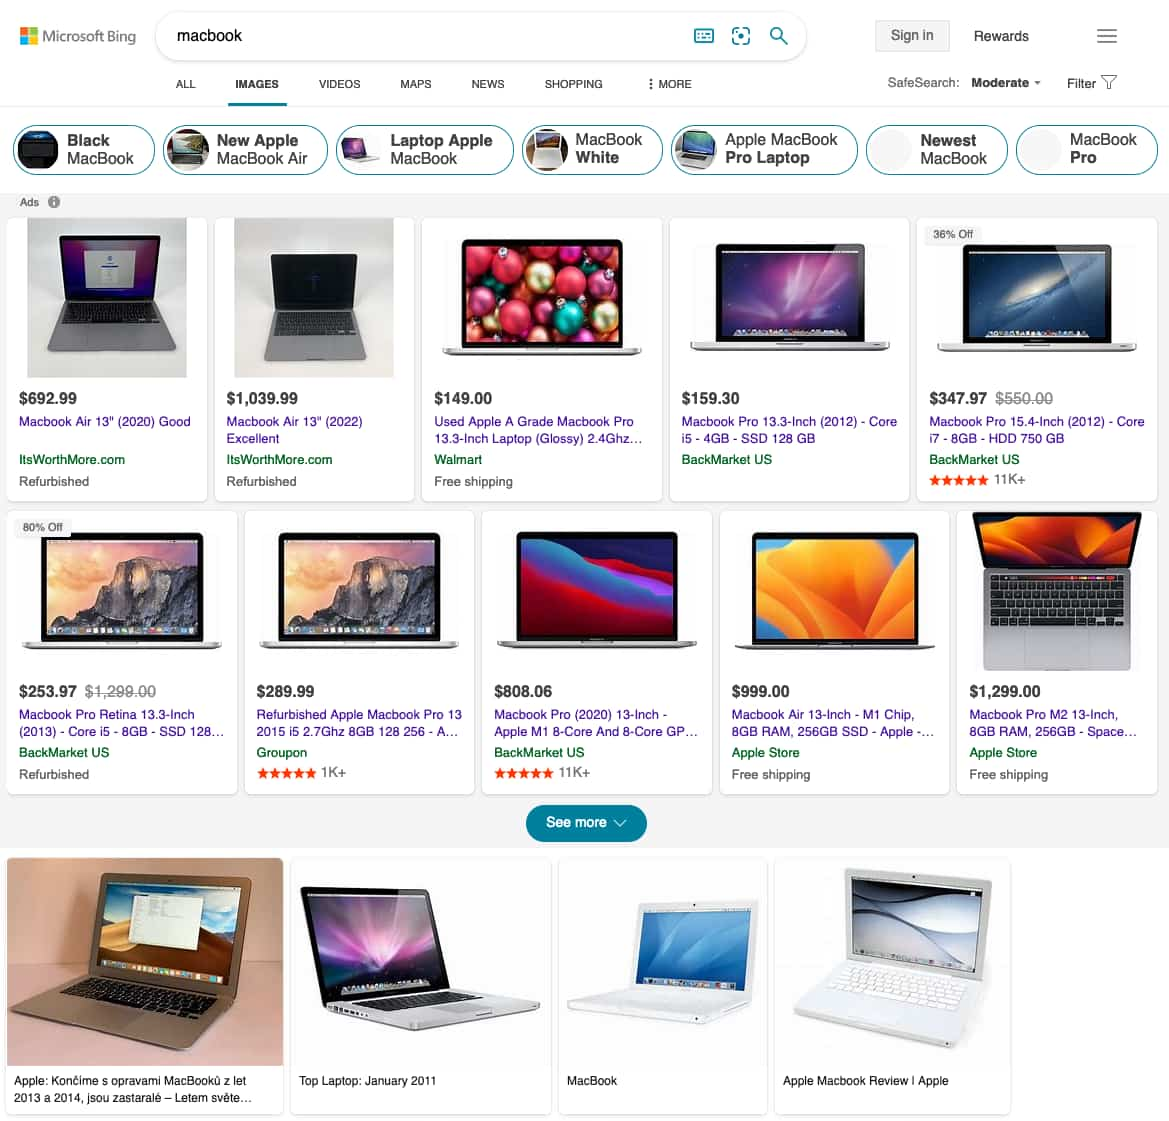 Microsoft Bing
macbook
Sign in
Rewards
ALL
IMAGES
VIDEOS
MAPS
NEWS
SHOPPING
MORE
SafeSearch: Moderate
Filter
Black
MacBook
New Apple
MacBook Air
Laptop Apple
MacBook
MacBook
White
Apple MacBook
Pro Laptop
Newest
MacBook
MacBook
Pro
Ads
$692.99
Macbook Air 13" (2020) Good
ItsWorthMore.com
Refurbished
$1,039.99
Macbook Air 13" (2022)
Excellent
ItsWorthMore.com
Refurbished
$149.00
Used Apple A Grade Macbook Pro
13.3-Inch Laptop (Glossy) 2.4Ghz...
Walmart
Free shipping
$159.30
Macbook Pro 13.3-Inch (2012) - Core
i5 - 4GB - SSD 128 GB
BackMarket US
36% Off
$347.97 $550.00
Macbook Pro 15.4-Inch (2012) - Core
i7 - 8GB - HDD 750 GB
BackMarket US
11K+
80% Off
$253.97 $1,299.00
Macbook Pro Retina 13.3-Inch
(2013) - Core i5 - 8GB - SSD 128...
BackMarket US
Refurbished
$289.99
Refurbished Apple Macbook Pro 13
2015 i5 2.7Ghz 8GB 128 256 - A...
Groupon
1K+
$808.06
Macbook Pro (2020) 13-Inch -
Apple M1 8-Core And 8-Core GP...
BackMarket US
11K+
$999.00
Macbook Air 13-Inch - M1 Chip,
8GB RAM, 256GB SSD - Apple -...
Apple Store
Free shipping
$1,299.00
Macbook Pro M2 13-Inch,
8GB RAM, 256GB - Space...
Apple Store
Free shipping
See more
Apple: Končíme s opravami MacBooků z let
2013 a 2014, jsou zastaralé – Letem světe...
Top Laptop: January 2011
MacBook
Apple Macbook Review | Apple